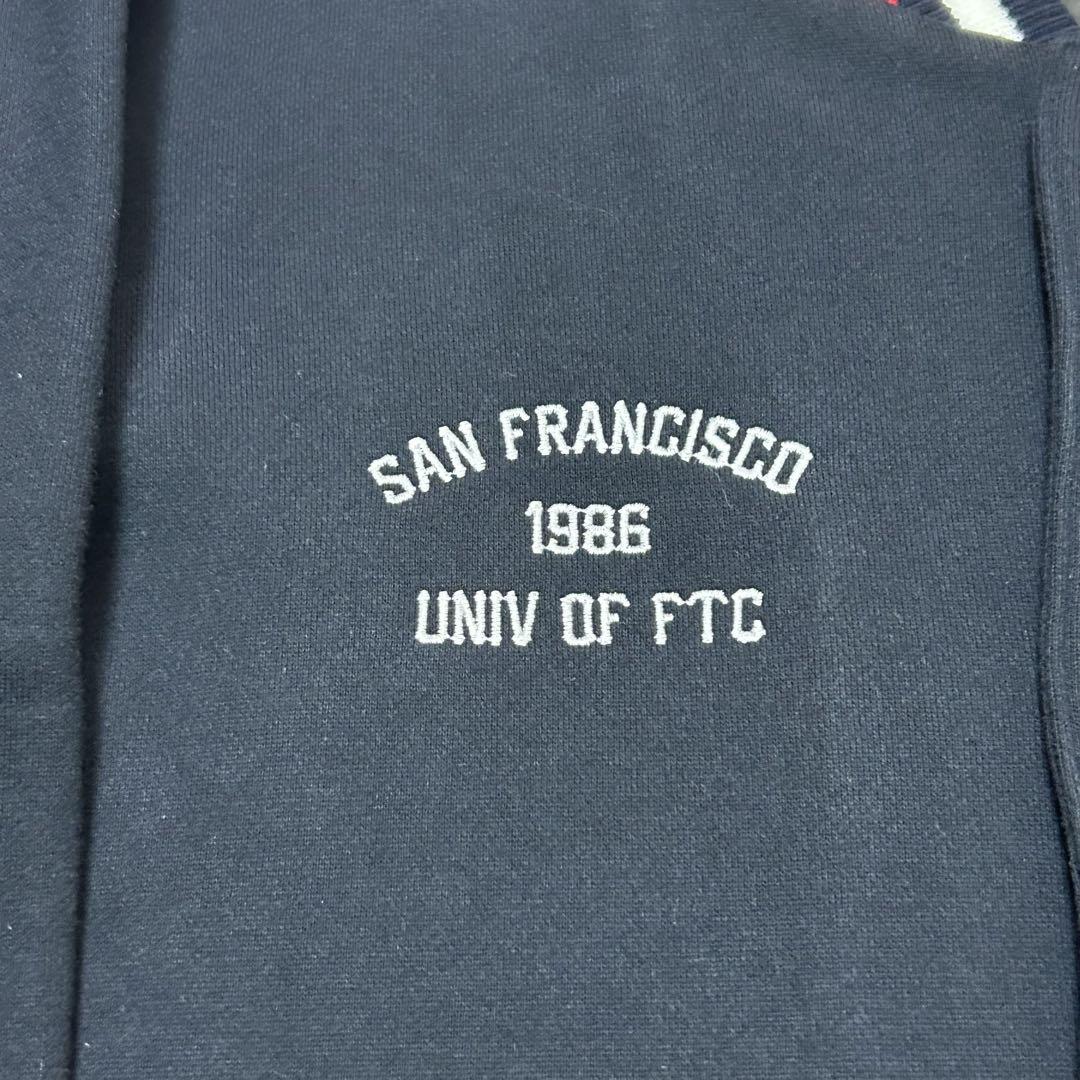 SAN FRANCISCO
1986
UNIV OF FTC